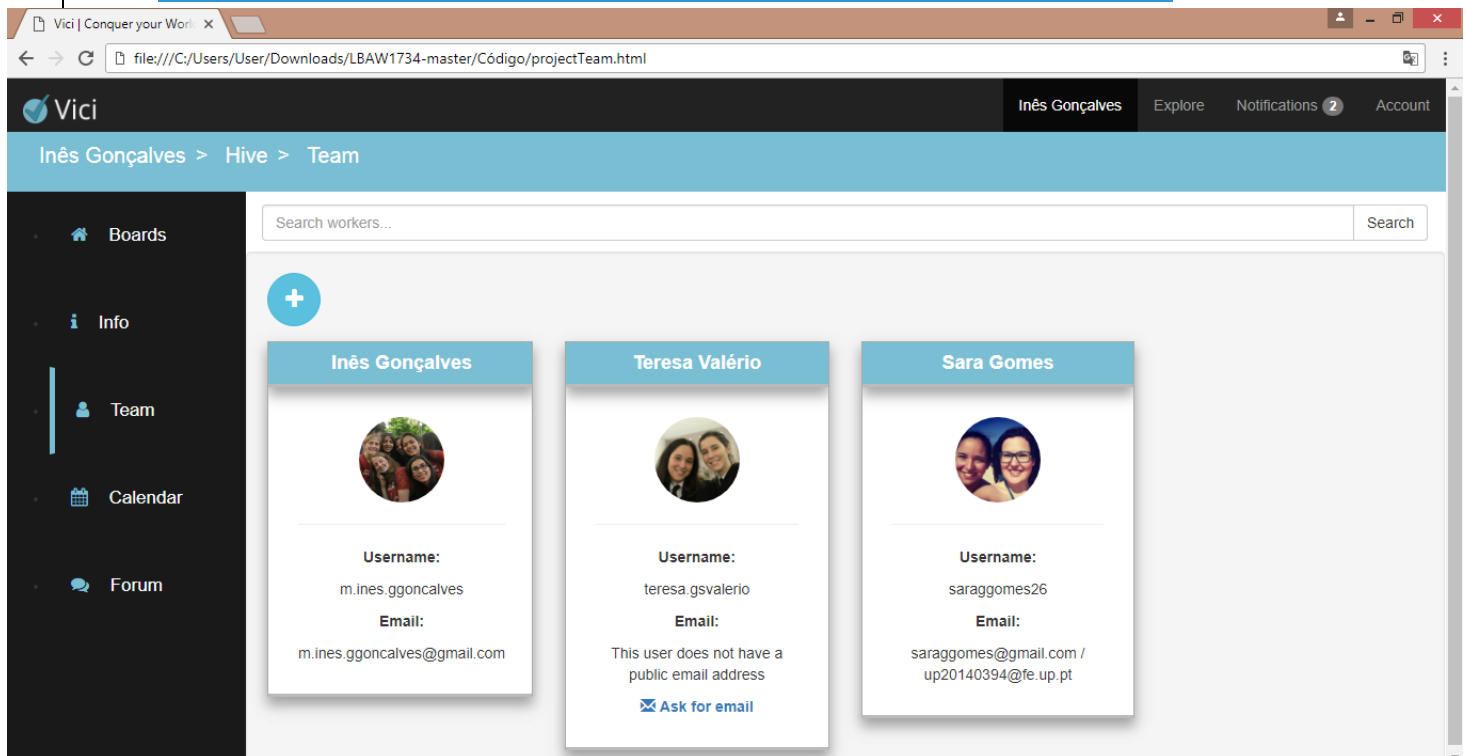 Vici | Conquer your Work
file:///C:/Users/User/Downloads/LBAW1734-master/Código/projectTeam.html
Vici
Inês Gonçalves
Explore
Notifications 2
Account
Inês Gonçalves > Hive > Team
Boards
Info
Team
Calendar
Forum
Search workers...
Search
+
Inês Gonçalves
Username:
m.ines.ggoncalves
Email:
m.ines.ggoncalves@gmail.com
Teresa Valério
Username:
teresa.gsvalerio
Email:
This user does not have a
public email address
Ask for email
Sara Gomes
Username:
saraggomes26
Email:
saraggomes@gmail.com /
up20140394@fe.up.pt